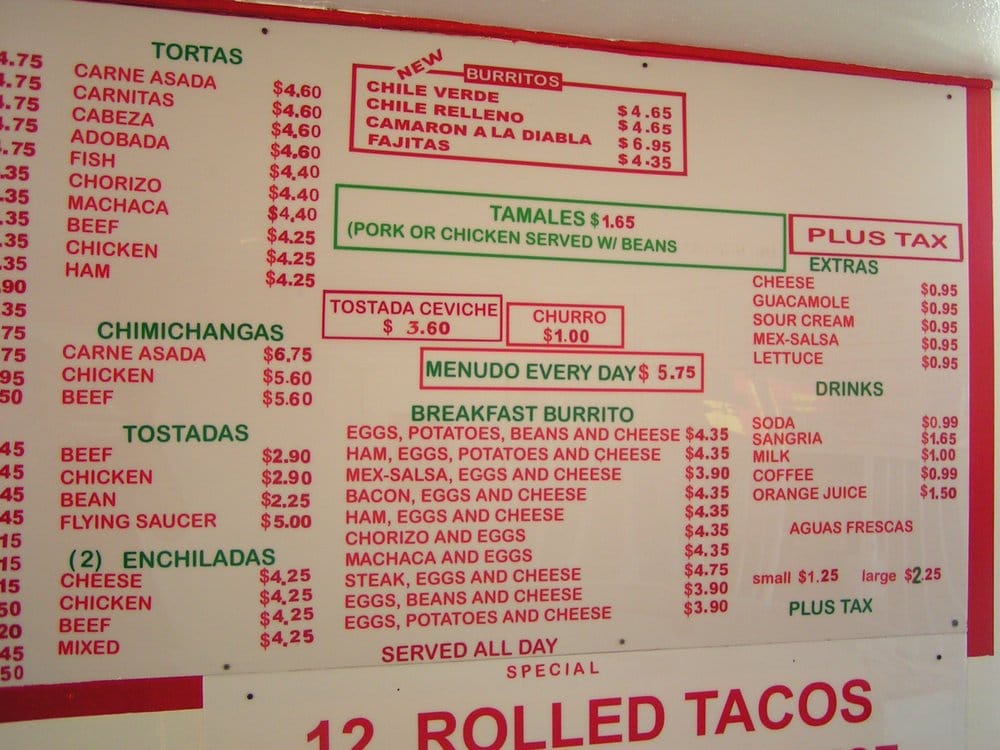 TORTAS
CARNE ASADA $4.60
CARNITAS $4.60
CABEZA $4.60
ADOBADA $4.60
FISH $4.40
CHORIZO $4.40
MACHACA $4.40
BEEF $4.25
CHICKEN $4.25
HAM $4.25
CHIMICHANGAS
CARNE ASADA $6.75
CHICKEN $5.60
BEEF $5.60
TOSTADAS
BEEF $2.90
CHICKEN $2.90
BEAN $2.25
FLYING SAUCER $5.00
(2) ENCHILADAS
CHEESE $4.25
CHICKEN $4.25
BEEF $4.25
MIXED $4.25
NEW BURRITOS
CHILE VERDE $4.65
CHILE RELLENO $4.65
CAMARON A LA DIABLA $6.95
FAJITAS $4.35
TAMALES $1.65
(PORK OR CHICKEN SERVED W/ BEANS
TOSTADA CEVICHE
$ 3.60
CHURRO
$1.00
MENUDO EVERY DAY $ 5.75
BREAKFAST BURRITO
EGGS, POTATOES, BEANS AND CHEESE $4.35
HAM, EGGS, POTATOES AND CHEESE $4.35
MEX-SALSA, EGGS AND CHEESE $3.90
BACON, EGGS AND CHEESE $4.35
HAM, EGGS AND CHEESE $4.35
CHORIZO AND EGGS $4.35
MACHACA AND EGGS $4.35
STEAK, EGGS AND CHEESE $4.75
EGGS, BEANS AND CHEESE $3.90
EGGS, POTATOES AND CHEESE $3.90
SERVED ALL DAY
PLUS TAX
EXTRAS
CHEESE $0.95
GUACAMOLE $0.95
SOUR CREAM $0.95
MEX-SALSA $0.95
LETTUCE $0.95
DRINKS
SODA $0.99
SANGRIA $1.65
MILK $1.00
COFFEE $0.99
ORANGE JUICE $1.50
AGUAS FRESCAS
small $1.25 large $2.25
PLUS TAX
SPECIAL
12 ROLLED TACOS